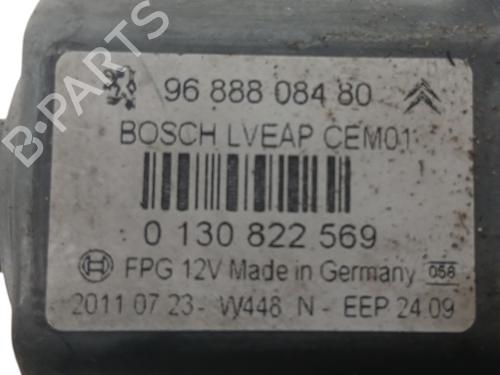 96 888 084 80
BOSCH LVEAP CEM01
0 130 822 569
FPG 12V Made in Germany 056
2011 07 23- W448 N - EEP 24 09
B-PARTS